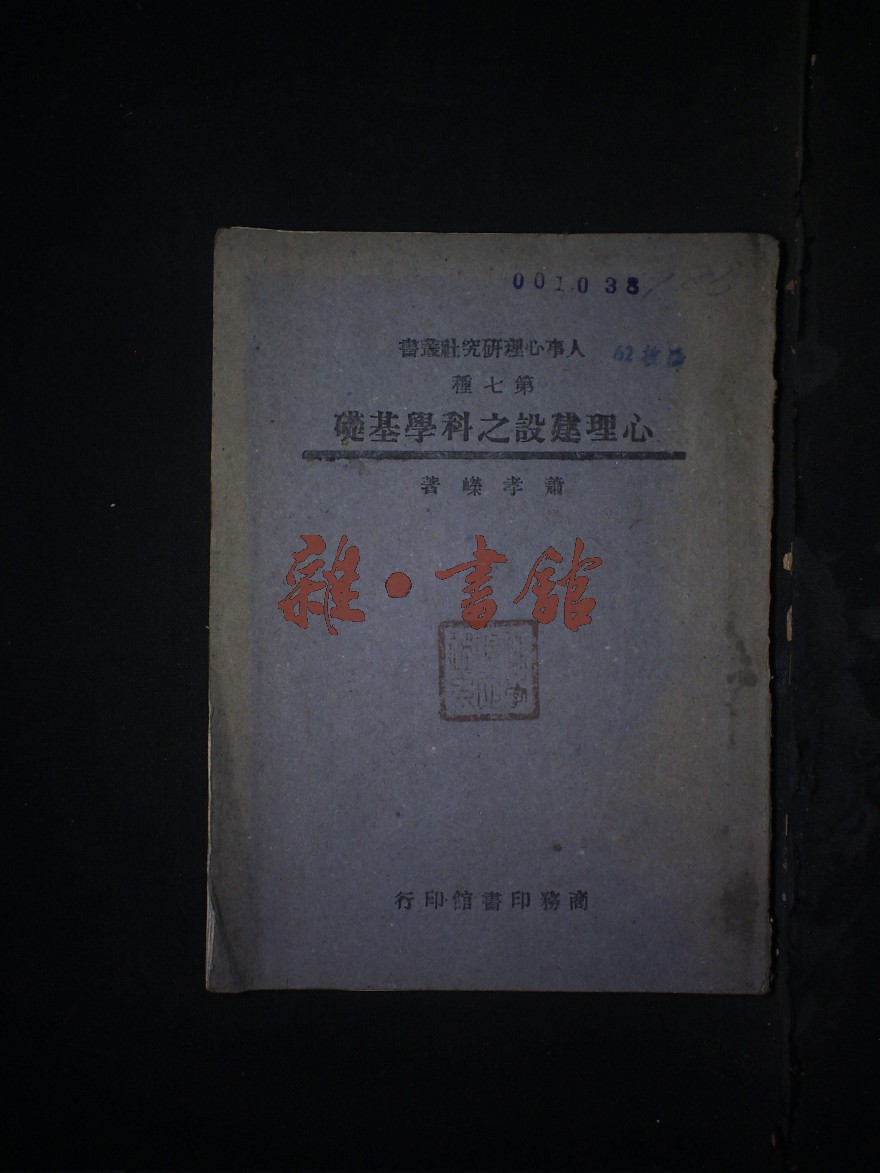 001038
人事心理研究社叢書
第七種
心理建設之科學基礎
蕭孝嶸著
雜·書館
商務印書館印行